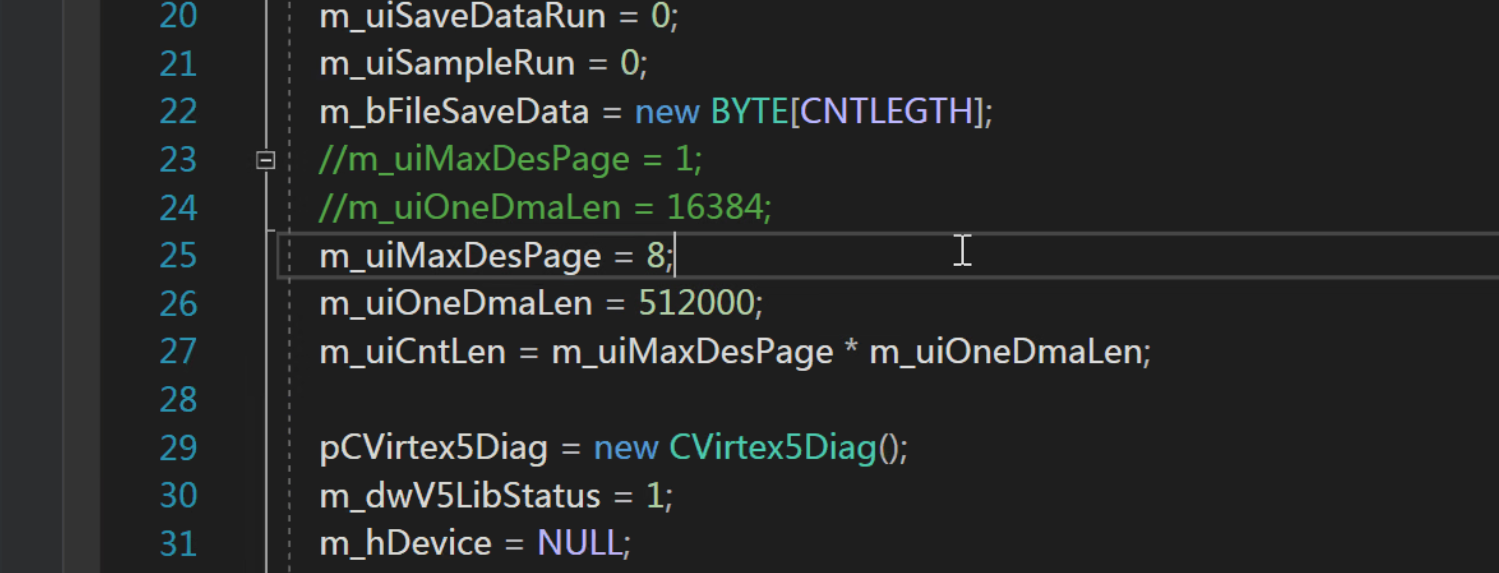 20 m_uiSaveDataRun = 0;
21 m_uiSampleRun = 0;
22 m_bFileSaveData = new BYTE[CNTLEGTH];
23 //m_uiMaxDesPage = 1;
24 //m_uiOneDmaLen = 16384;
25 m_uiMaxDesPage = 8;
26 m_uiOneDmaLen = 512000;
27 m_uiCntLen = m_uiMaxDesPage * m_uiOneDmaLen;
28
29 pCVirtex5Diag = new CVirtex5Diag();
30 m_dwV5LibStatus = 1;
31 m_hDevice = NULL;